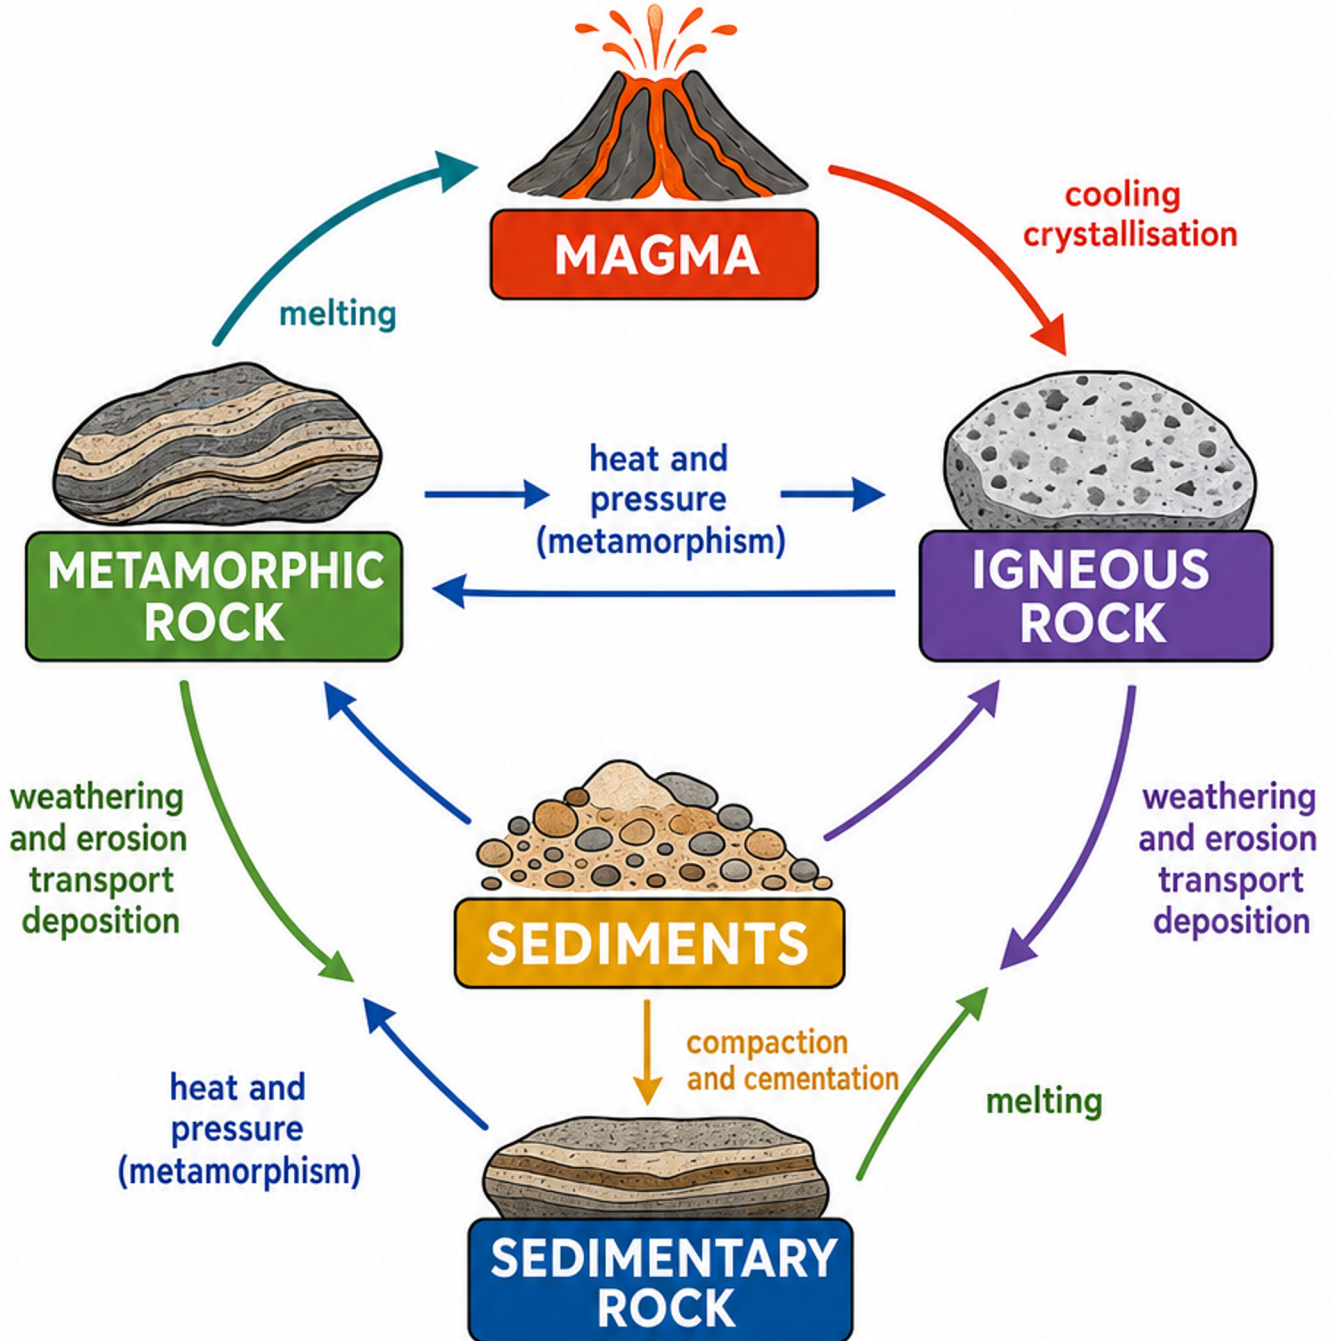 MAGMA
cooling
crystallisation
melting
heat and
pressure
(metamorphism)
METAMORPHIC
ROCK
IGNEOUS
ROCK
weathering
and erosion
transport
deposition
weathering
and erosion
transport
deposition
SEDIMENTS
compaction
and cementation
heat and
pressure
(metamorphism)
melting
SEDIMENTARY
ROCK